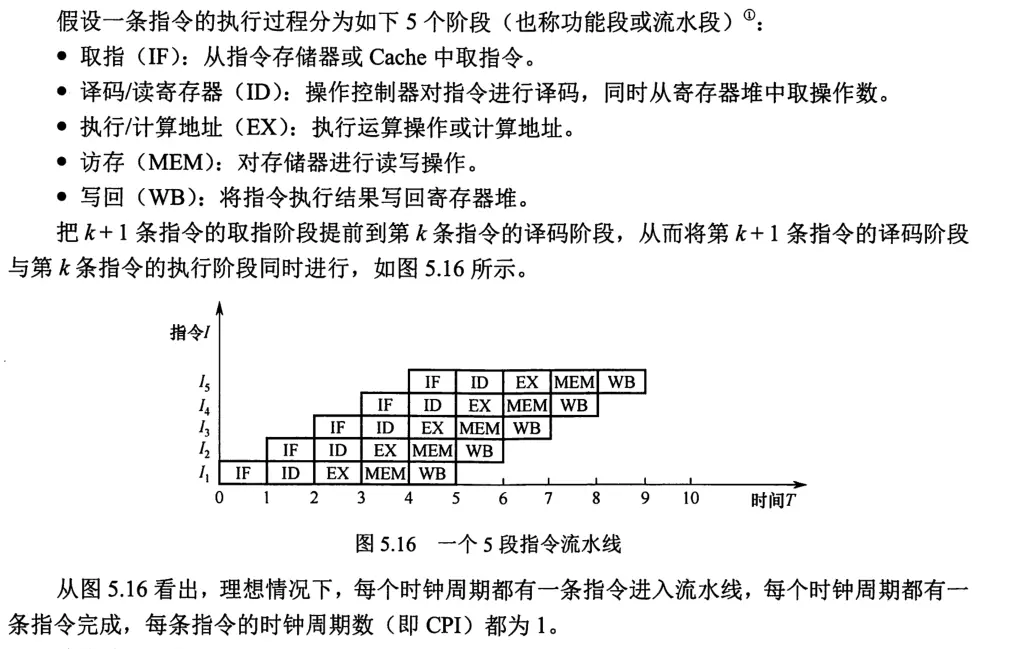 假设一条指令的执行过程分为如下 5 个阶段（也称功能段或流水段）①：
● 取指（IF）：从指令存储器或 Cache 中取指令。
● 译码/读寄存器（ID）：操作控制器对指令进行译码，同时从寄存器堆中取操作数。
● 执行/计算地址（EX）：执行运算操作或计算地址。
● 访存（MEM）：对存储器进行读写操作。
● 写回（WB）：将指令执行结果写回寄存器堆。
把 k + 1 条指令的取指阶段提前到第 k 条指令的译码阶段，从而将第 k + 1 条指令的译码阶段
与第 k 条指令的执行阶段同时进行，如图 5.16 所示。
指令I
I5 IF ID EX MEM WB
I4 IF ID EX MEM WB
I3 IF ID EX MEM WB
I2 IF ID EX MEM WB
I1 IF ID EX MEM WB
0 1 2 3 4 5 6 7 8 9 10 时间T
图 5.16 一个 5 段指令流水线
从图 5.16 看出，理想情况下，每个时钟周期都有一条指令进入流水线，每个时钟周期都有一
条指令完成，每条指令的时钟周期数（即 CPI）都为 1。